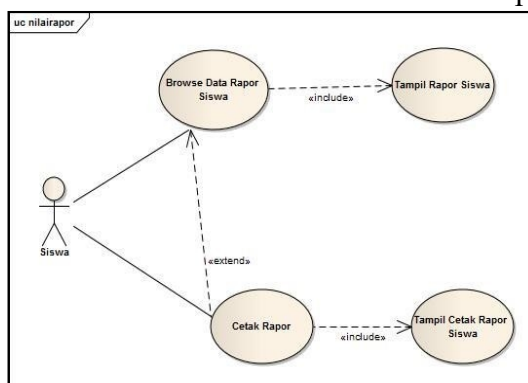 uc nilairapor
Browse Data Rapor
Siswa
«include»
Tampil Rapor Siswa
Siswa
«extend»
Cetak Rapor
«include»
Tampil Cetak Rapor
Siswa